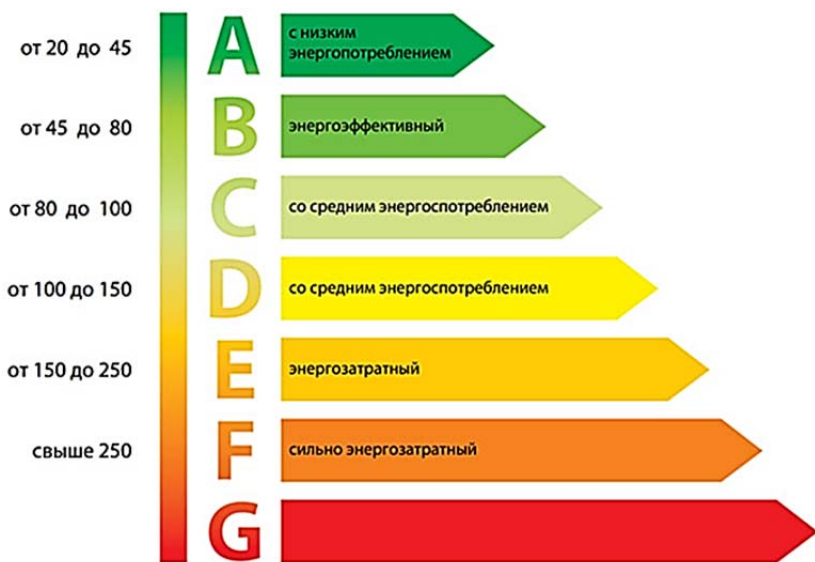 от 20 до 45
A
с низким
энергопотреблением
от 45 до 80
B
энергоэффективный
от 80 до 100
C
со средним энергоспотреблением
от 100 до 150
D
со средним энергоспотреблением
от 150 до 250
E
энергозатратный
свыше 250
F
сильно энергозатратный
G